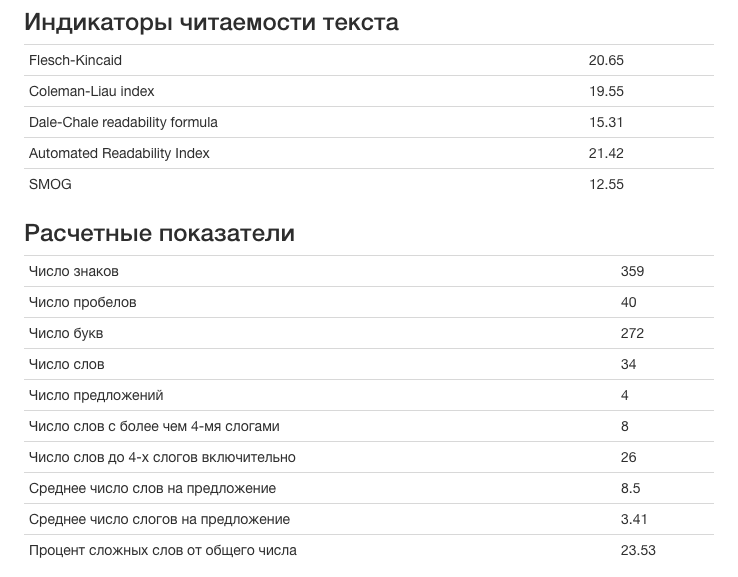 Индикаторы читаемости текста
Flesch-Kincaid 20.65
Coleman-Liau index 19.55
Dale-Chale readability formula 15.31
Automated Readability Index 21.42
SMOG 12.55
Расчетные показатели
Число знаков 359
Число пробелов 40
Число букв 272
Число слов 34
Число предложений 4
Число слов с более чем 4-мя слогами 8
Число слов до 4-х слогов включительно 26
Среднее число слов на предложение 8.5
Среднее число слогов на предложение 3.41
Процент сложных слов от общего числа 23.53